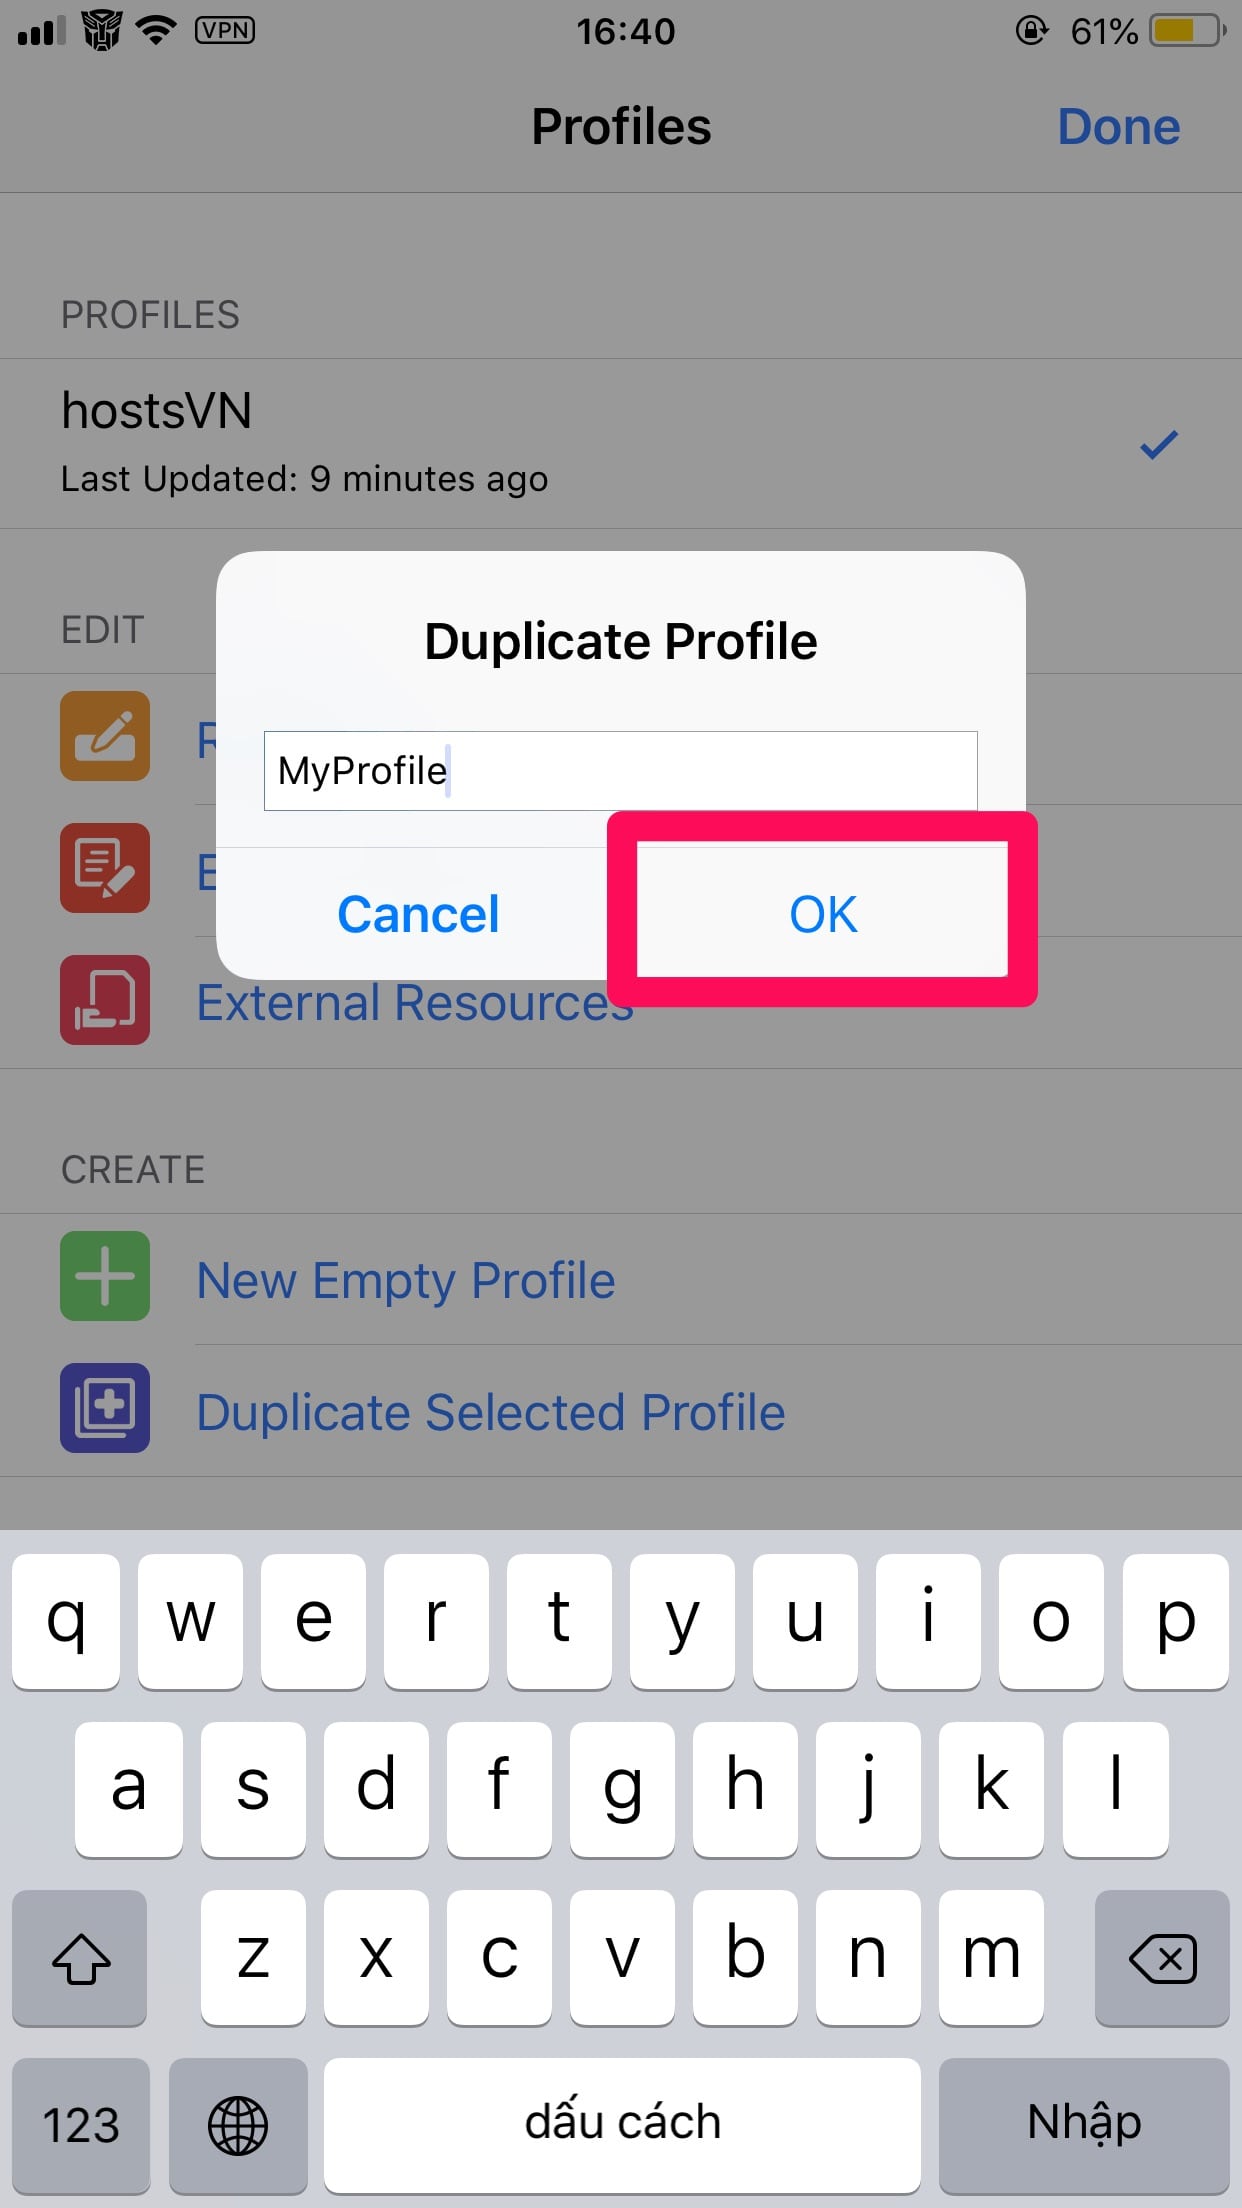 VPN 16:40 61%
Profiles Done
PROFILES
hostsVN
Last Updated: 9 minutes ago
EDIT
Duplicate Profile
MyProfile
Cancel OK
External Resources
CREATE
New Empty Profile
Duplicate Selected Profile
q w e r t y u i o p
a s d f g h j k l
z x c v b n m
123 dấu cách Nhập